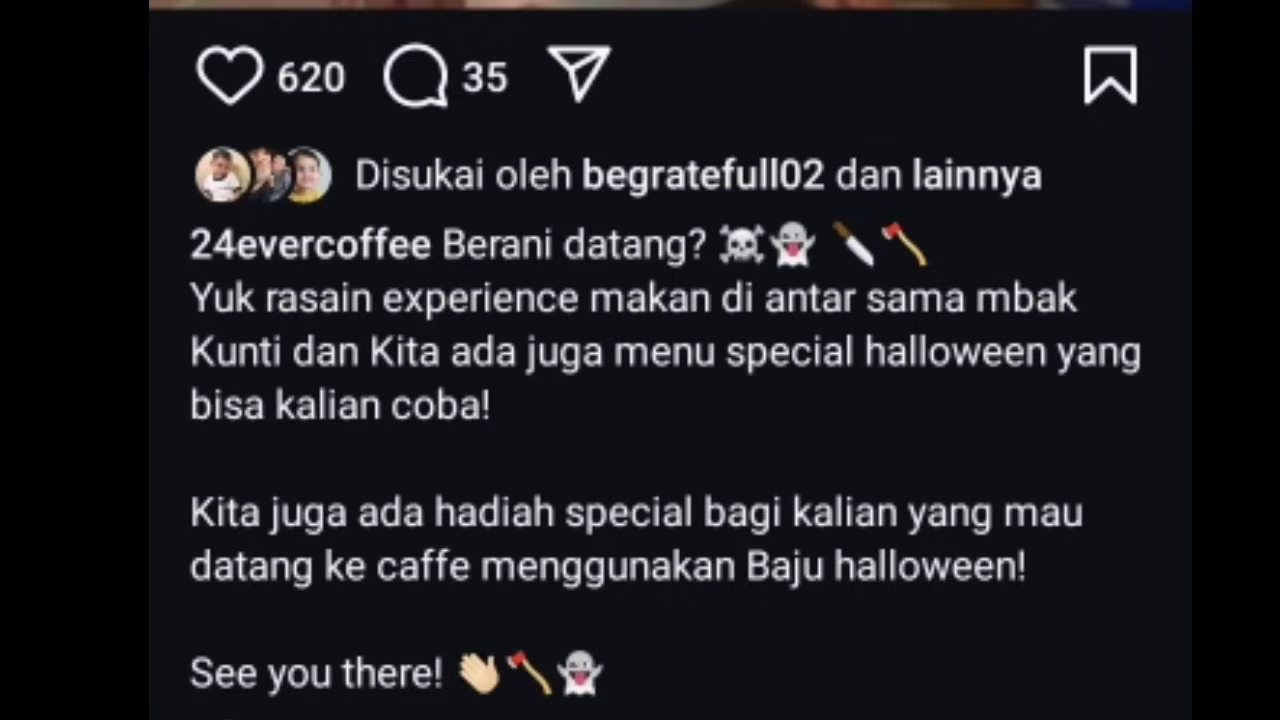 620 35
Disukai oleh begratefull02 dan lainnya
24evercoffee Berani datang? ☠️👻 🔪🪓
Yuk rasain experience makan di antar sama mbak
Kunti dan Kita ada juga menu special halloween yang
bisa kalian coba!
Kita juga ada hadiah special bagi kalian yang mau
datang ke caffe menggunakan Baju halloween!
See you there! 👋🏼🪓👻